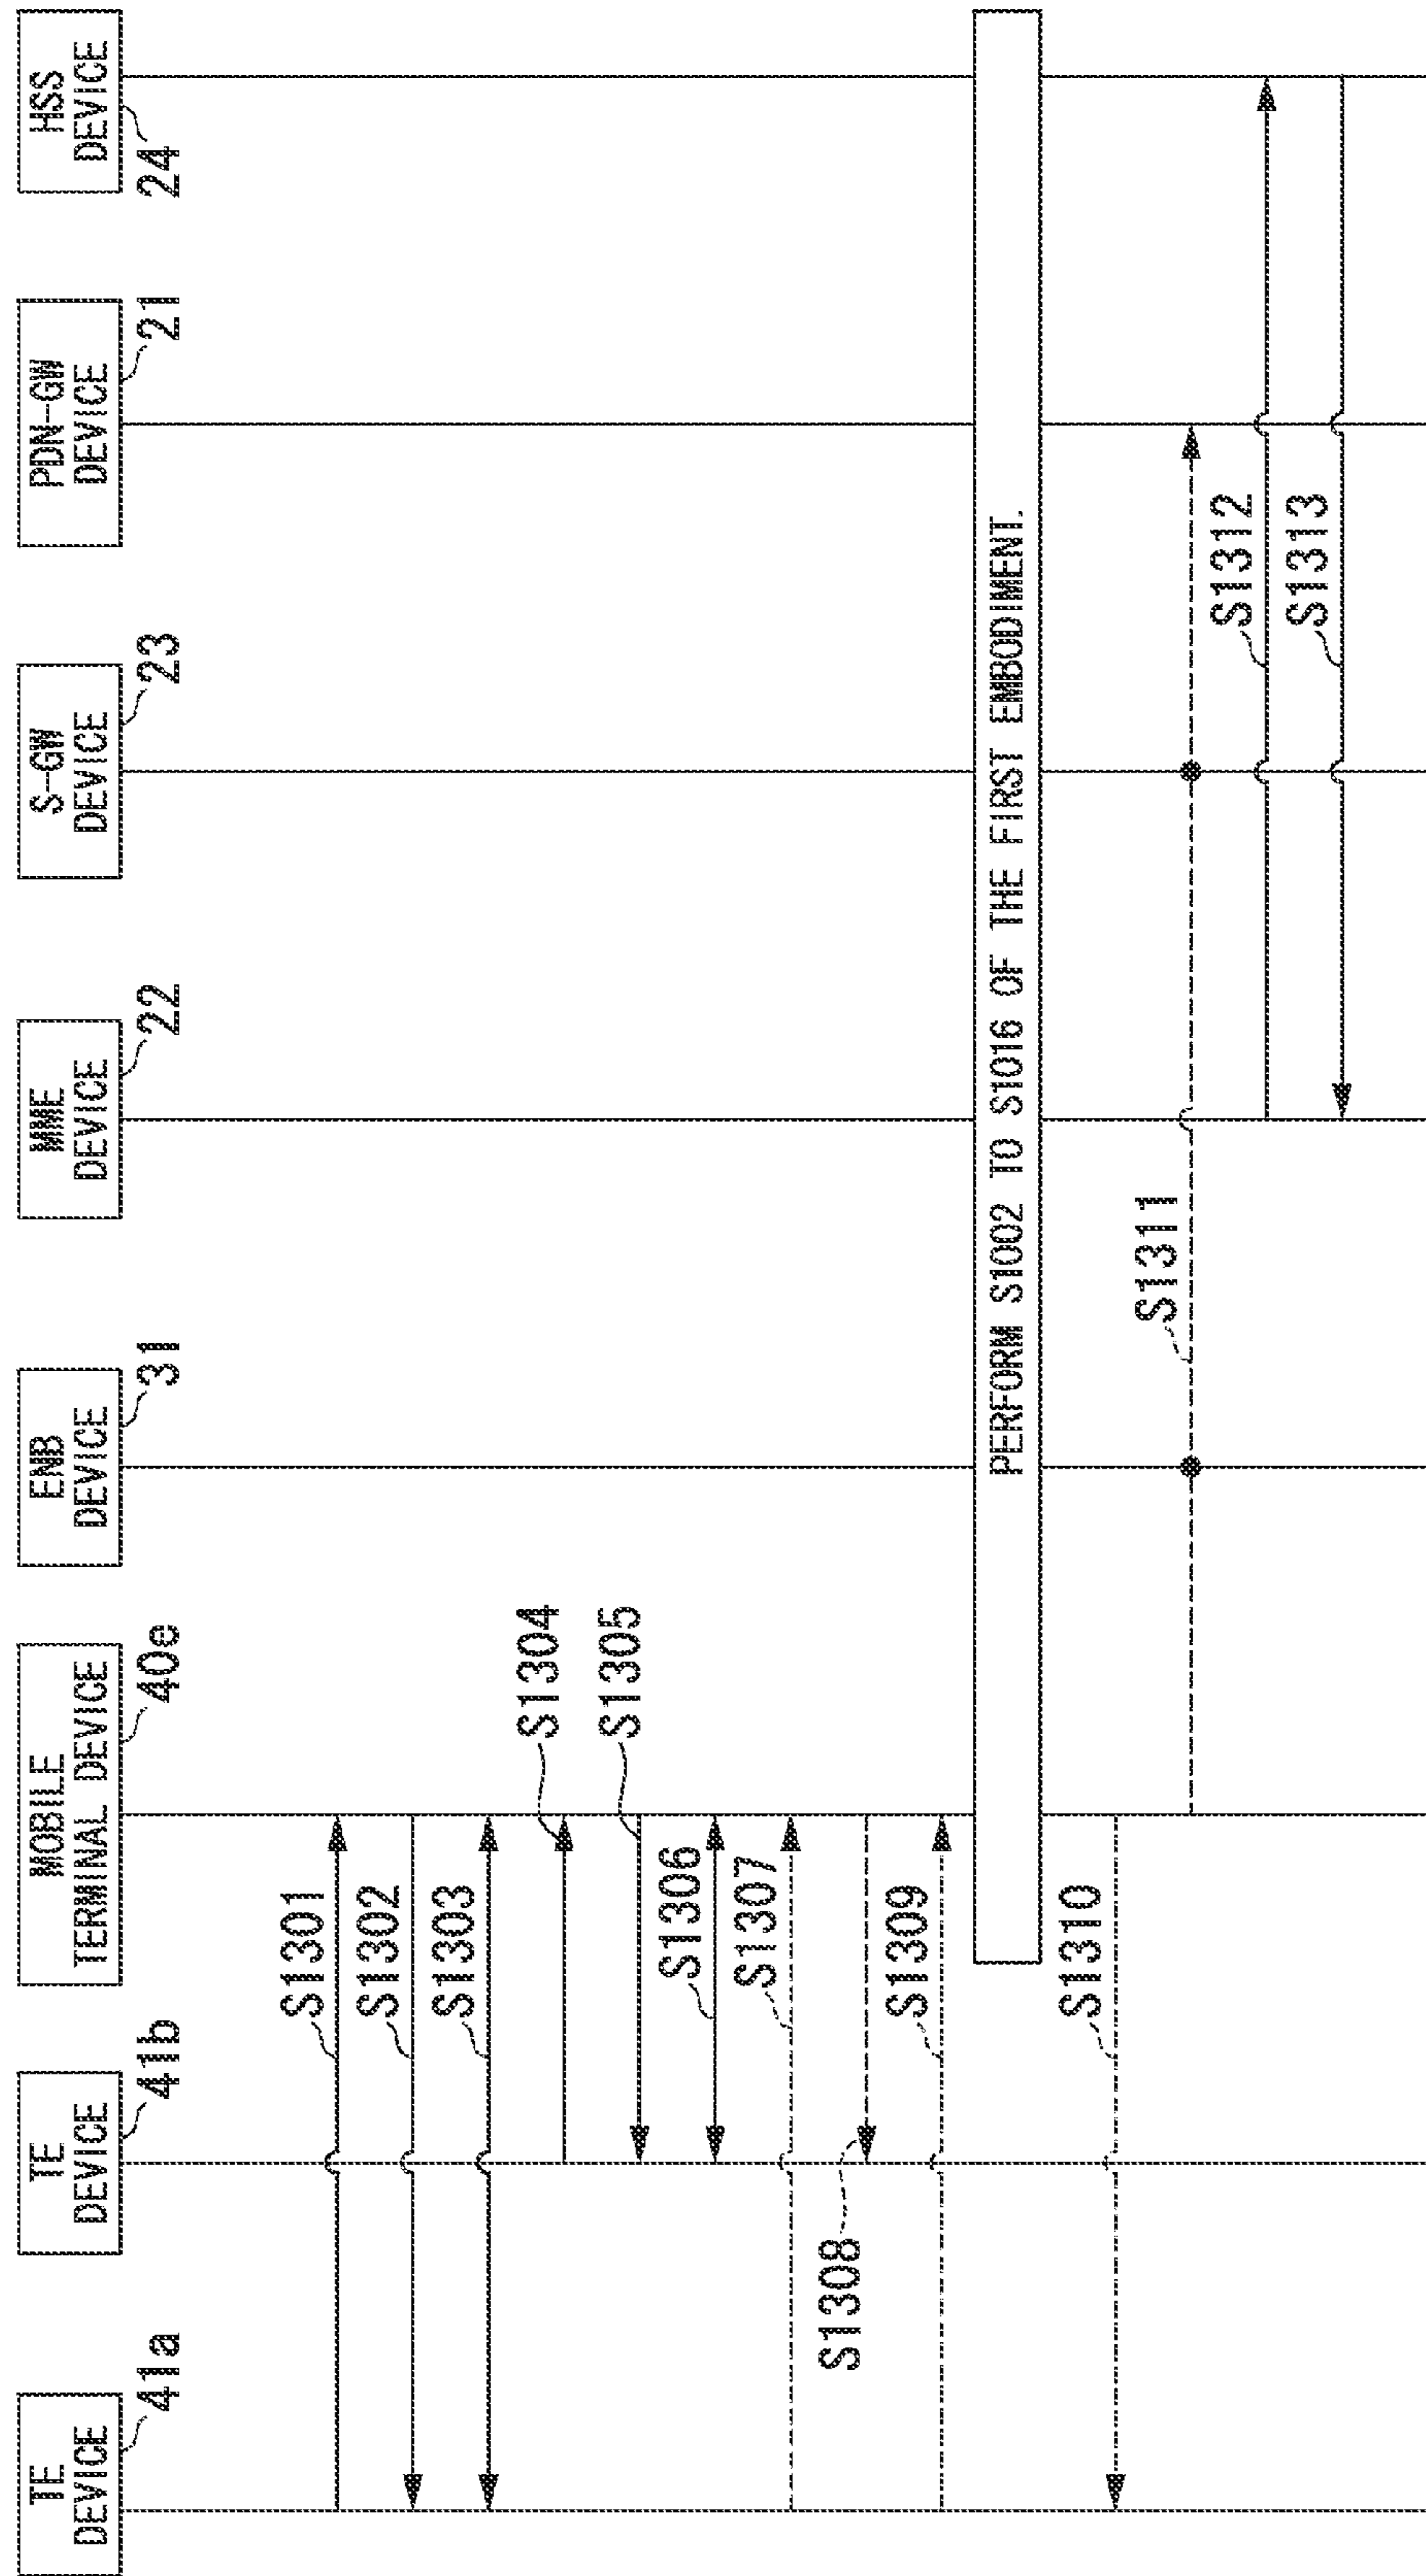 TE
DEVICE
41a
TE
DEVICE
41b
MOBILE
TERMINAL DEVICE
40e
ENB
DEVICE
31
MME
DEVICE
22
S-GW
DEVICE
23
PDN-GW
DEVICE
21
HSS
DEVICE
24
S1301
S1302
S1303
S1304
S1305
S1306
S1307
S1308
S1309
PERFORM S1002 TO S1016 OF THE FIRST EMBODIMENT.
S1310
S1311
S1312
S1313